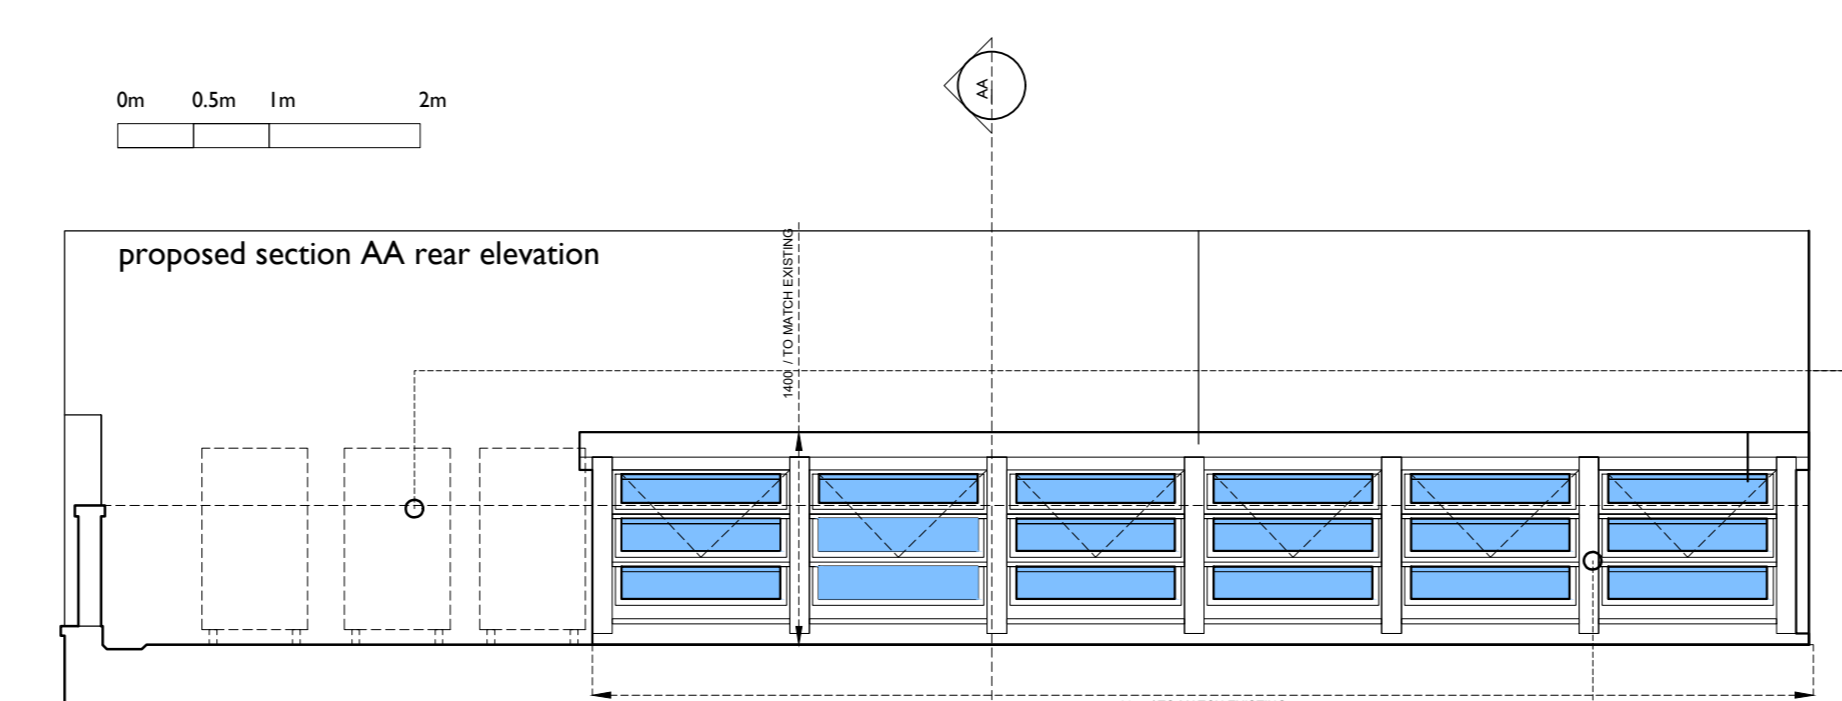 0m 0.5m 1m 2m
AA
proposed section AA rear elevation
1400 / TO MATCH EXISTING